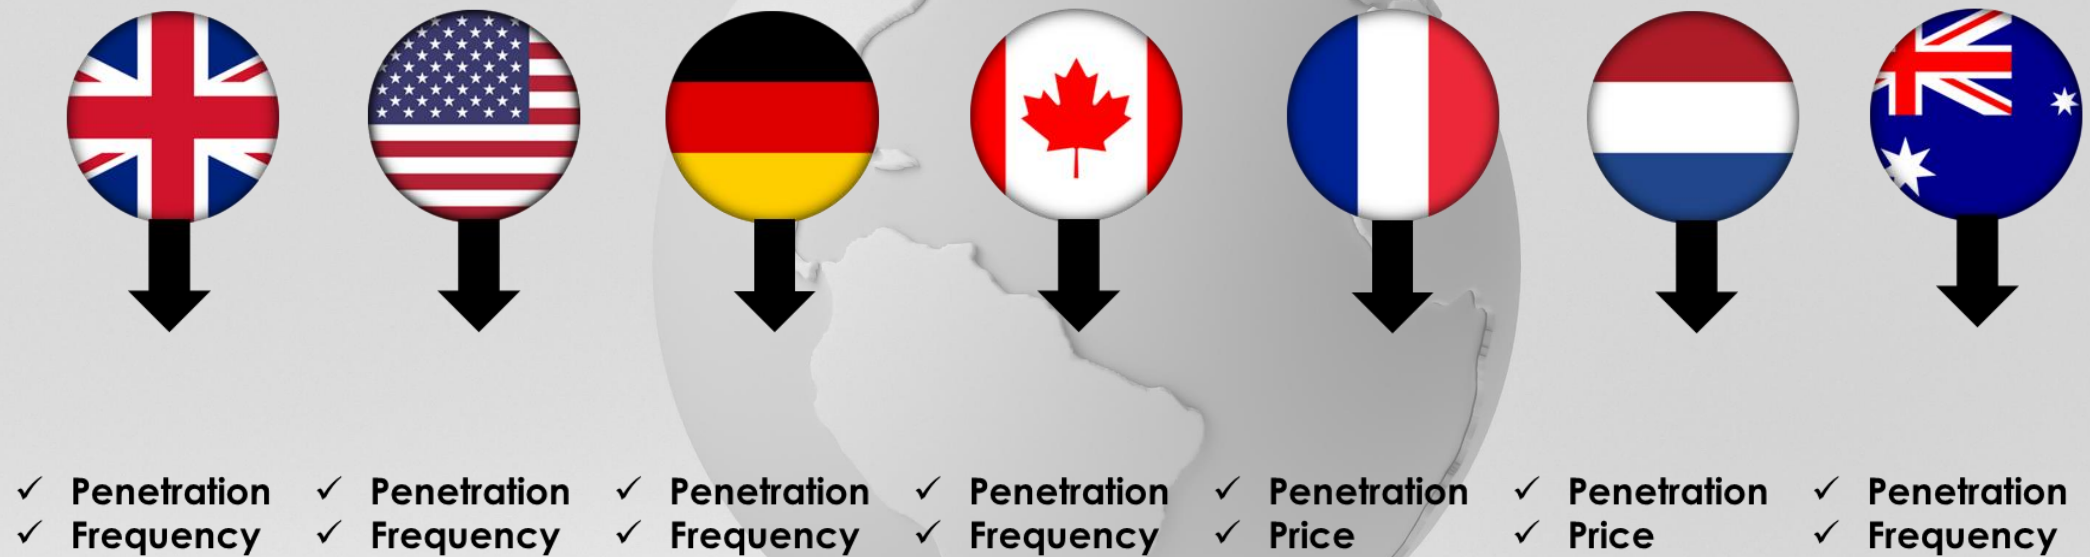 ✓ Penetration
✓ Frequency
✓ Penetration
✓ Frequency
✓ Penetration
✓ Frequency
✓ Penetration
✓ Frequency
✓ Penetration
✓ Price
✓ Penetration
✓ Price
✓ Penetration
✓ Frequency